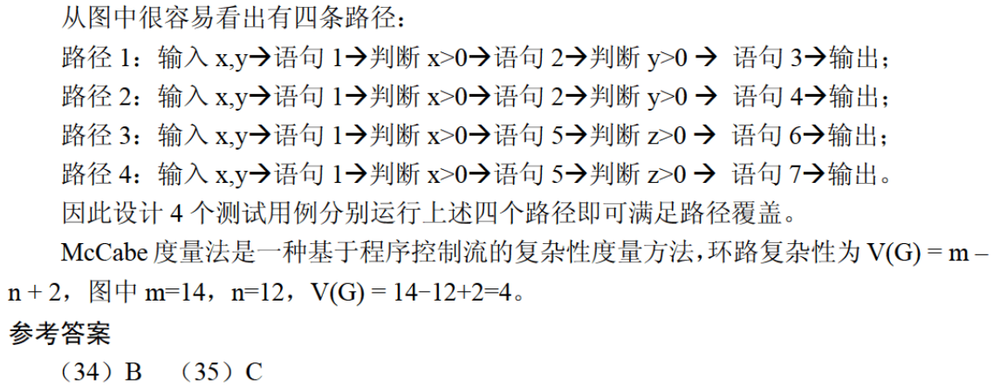 从图中很容易看出有四条路径：
路径 1：输入 x,y→语句 1→判断 x>0→语句 2→判断 y>0 → 语句 3→输出；
路径 2：输入 x,y→语句 1→判断 x>0→语句 2→判断 y>0 → 语句 4→输出；
路径 3：输入 x,y→语句 1→判断 x>0→语句 5→判断 z>0 → 语句 6→输出；
路径 4：输入 x,y→语句 1→判断 x>0→语句 5→判断 z>0 → 语句 7→输出。
因此设计 4 个测试用例分别运行上述四个路径即可满足路径覆盖。
McCabe 度量法是一种基于程序控制流的复杂性度量方法,环路复杂性为 V(G) = m –
n + 2，图中 m=14，n=12，V(G) = 14−12+2=4。
参考答案
（34）B （35）C